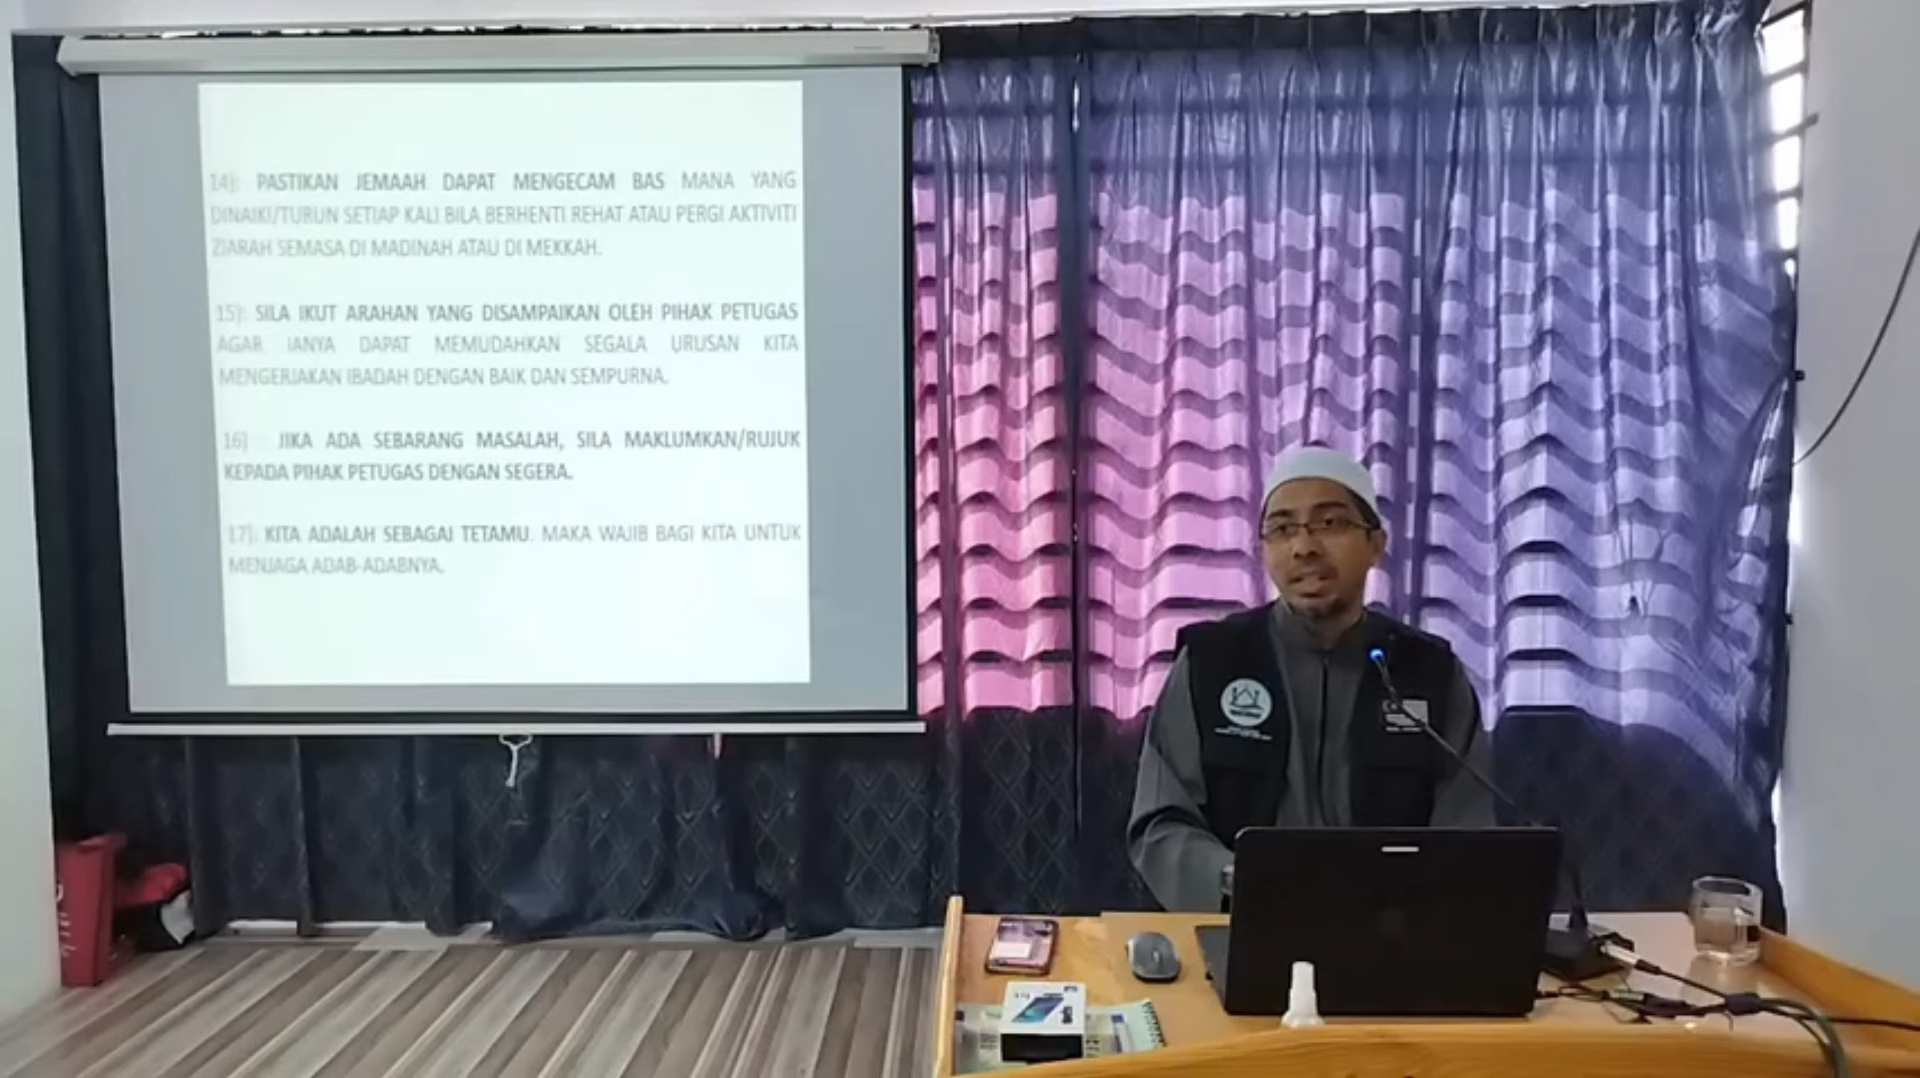 14): PASTIKAN JEMAAH DAPAT MENGECAM BAS MANA YANG
DINAIKI/TURUN SETIAP KALI BILA BERHENTI REHAT ATAU PERGI AKTIVITI
ZIARAH SEMASA DI MADINAH ATAU DI MEKKAH.
15): SILA IKUT ARAHAN YANG DISAMPAIKAN OLEH PIHAK PETUGAS
AGAR IANYA DAPAT MEMUDAHKAN SEGALA URUSAN KITA
MENGERJAKAN IBADAH DENGAN BAIK DAN SEMPURNA.
16) JIKA ADA SEBARANG MASALAH, SILA MAKLUMKAN/RUJUK
KEPADA PIHAK PETUGAS DENGAN SEGERA.
17): KITA ADALAH SEBAGAI TETAMU. MAKA WAJIB BAGI KITA UNTUK
MENJAGA ADAB-ADABNYA.